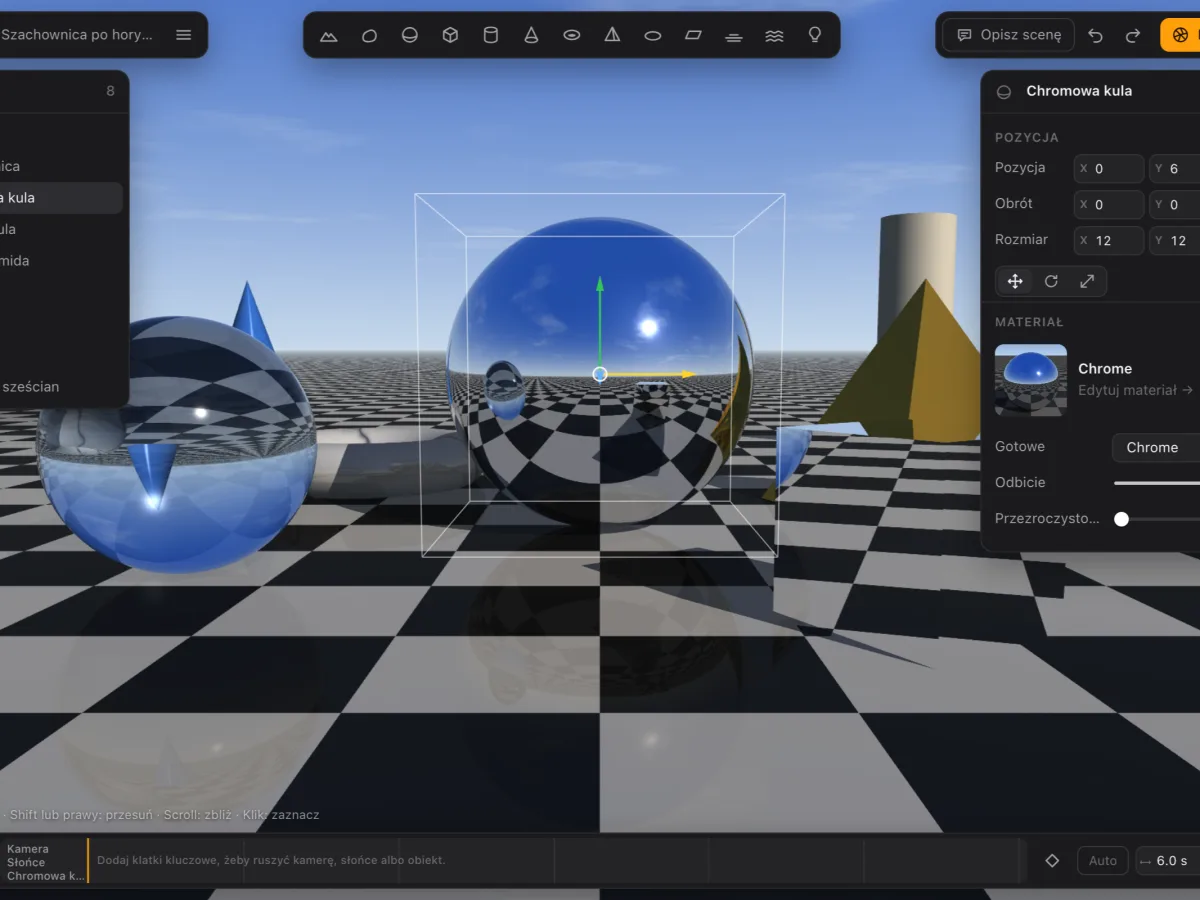 Szachownica po hory...
Opisz scenę
8
ica
a kula
ula
mida
sześcian
Chromowa kula
POZYCJA
Pozycja X 0 Y 6
Obrót X 0 Y 0
Rozmiar X 12 Y 12
MATERIAŁ
Chrome
Edytuj materiał →
Gotowe Chrome
Odbicie
Przezroczysto...
· Shift lub prawy: przesuń · Scroll: zbliż · Klik: zaznacz
Kamera
Słońce
Chromowa k...
Dodaj klatki kluczowe, żeby ruszyć kamerę, słońce albo obiekt.
Auto
6.0 s